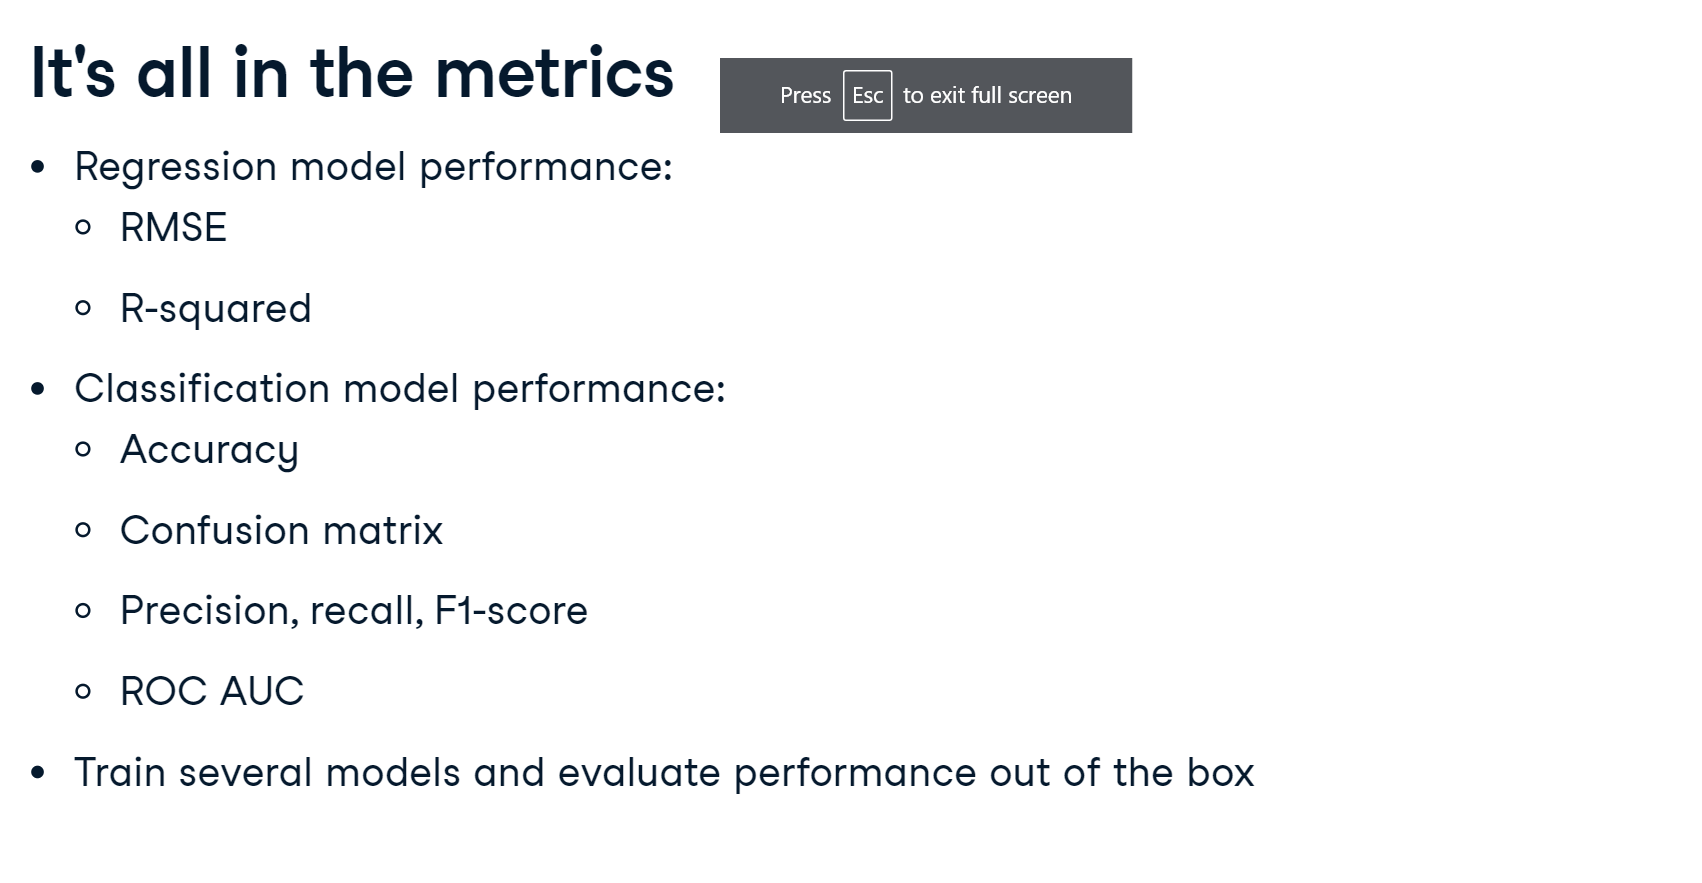 It's all in the metrics
Press Esc to exit full screen
• Regression model performance:
○ RMSE
○ R-squared
• Classification model performance:
○ Accuracy
○ Confusion matrix
○ Precision, recall, F1-score
○ ROC AUC
• Train several models and evaluate performance out of the box